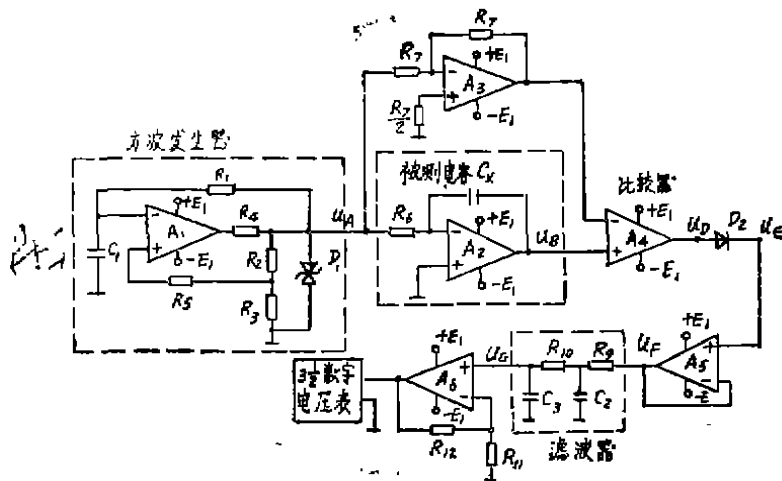 R7
R7
+E1
A3
-E1
R7/2
方波发生器
被测电容 Cx
比较器
R1
+E1
A1
-E1
R4
C1
R2
R5
R3
D1
UA
R6
+E1
A2
-E1
UB
+E1
A4
-E1
UD
D2
UE
3 1/2 数字
电压表
+E1
A6
-E1
R12
R11
UG
R10
R9
C3
C2
滤波器
UF
+E1
A5
-E